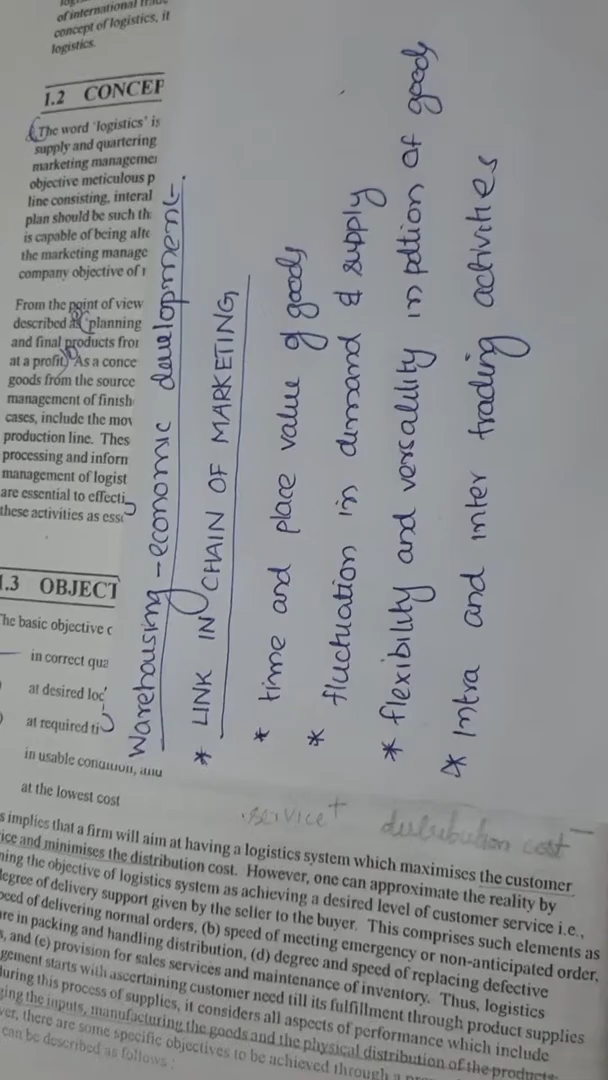 of international
concept of logistics, it
logistics.
1.2 CONCEP
The word 'logistics' is
supply and quartering
marketing manageme
objective meticulous p
line consisting, interal
plan should be such th
is capable of being alte
the marketing manage
company objective of
From the point of view
described as 'planning
and final products from
at a profit). As a conce
goods from the source
management of finish
cases, include the mov
production line. Thes
processing and inform
management of logist
are essential to effecti
these activities as esse
1.3 OBJECT
The basic objective
in correct qua
at desired loc
at required ti
in usable condition, and
at the lowest cost
Warehousing - economic development.
* LINK IN CHAIN OF MARKETING,
* time and place value of goods
* fluctuation in demand & supply
* flexibility and versalility in pdtion of goods
* Intra and inter trading activities
service+ distribution cost -
s implies that a firm will aim at having a logistics system which maximises the customer
ice and minimises the distribution cost. However, one can approximate the reality by
ning the objective of logistics system as achieving a desired level of customer service i.e.,
degree of delivery support given by the seller to the buyer. This comprises such elements as
peed of delivering normal orders, (b) speed of meeting emergency or non-anticipated order,
are in packing and handling distribution, (d) degree and speed of replacing defective
s, and (e) provision for sales services and maintenance of inventory. Thus, logistics
gement starts with ascertaining customer need till its fulfillment through product supplies
during this process of supplies, it considers all aspects of performance which include
ging the inputs, manufacturing the goods and the physical distribution of the products.
ver, there are some specific objectives to be achieved through a
can be described as follows :